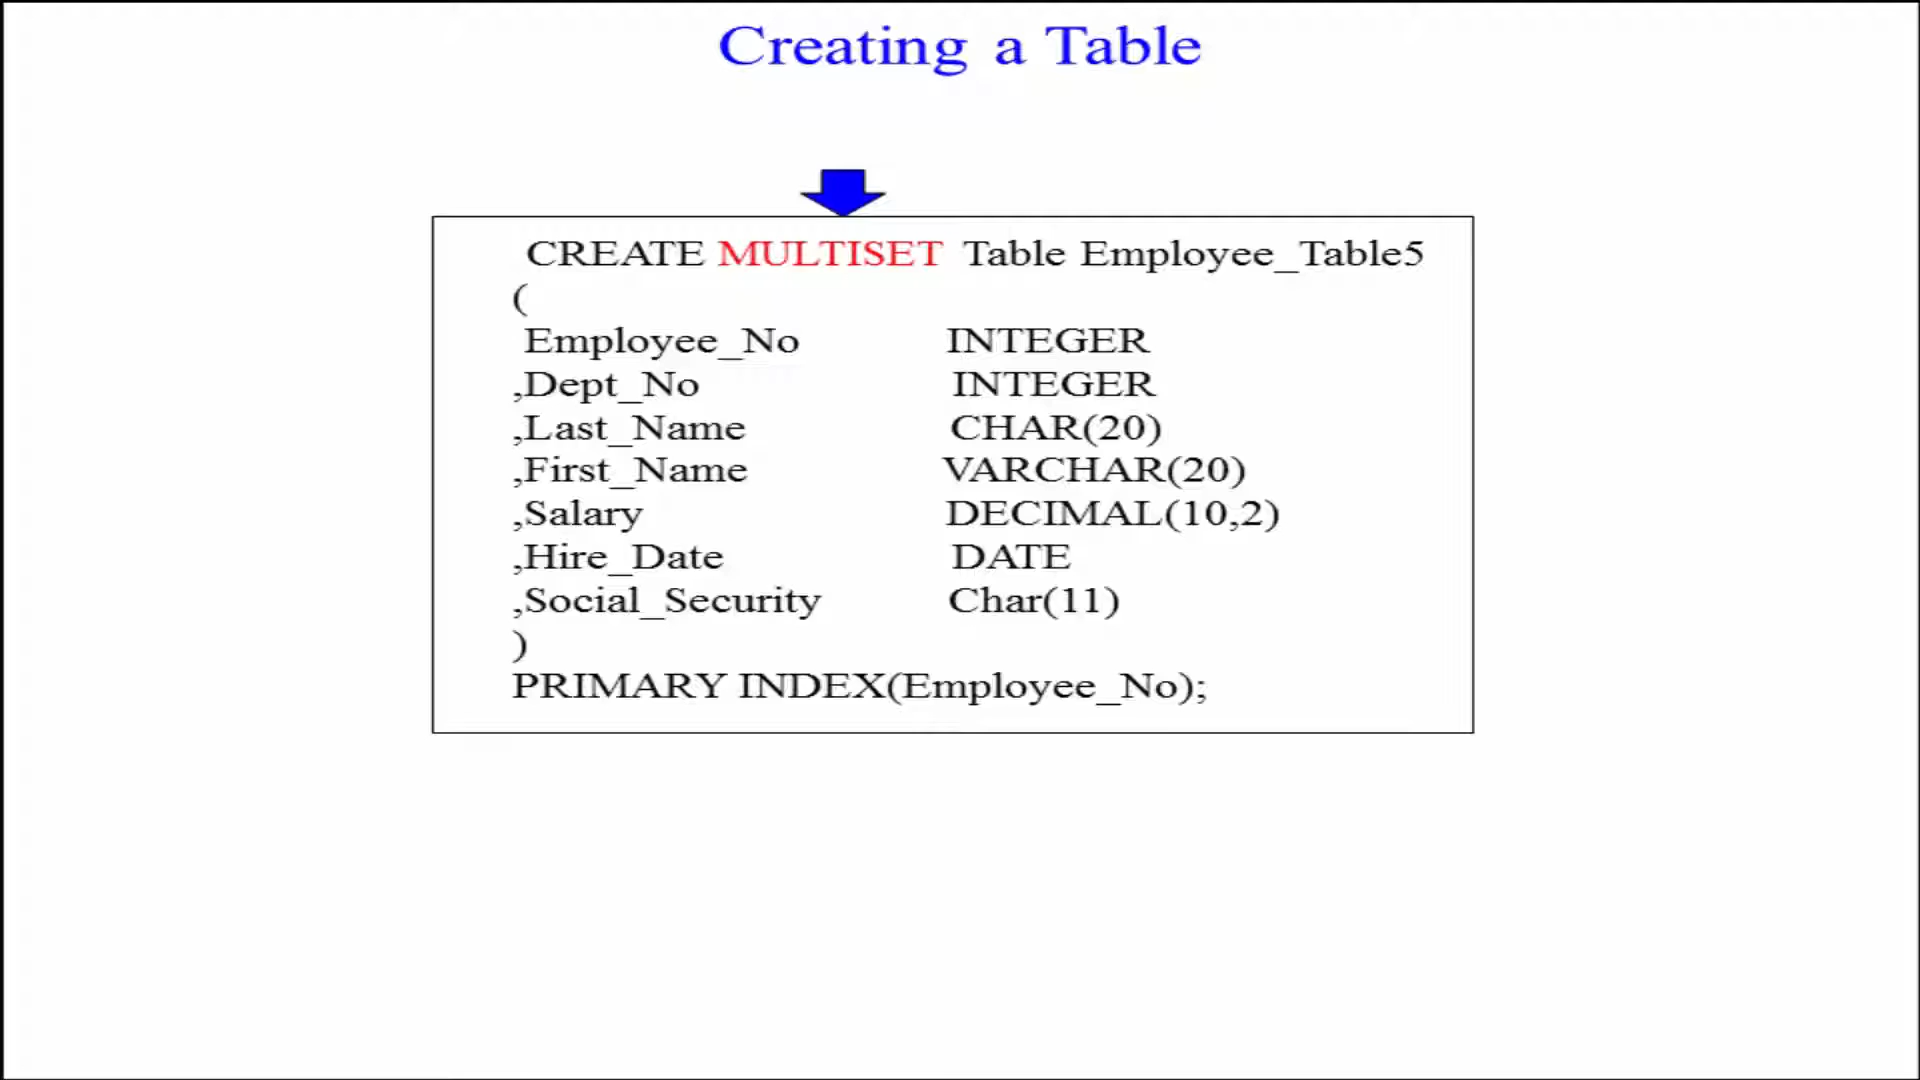 Creating a Table
CREATE MULTISET Table Employee_Table5
(
Employee_No INTEGER
,Dept_No INTEGER
,Last_Name CHAR(20)
,First_Name VARCHAR(20)
,Salary DECIMAL(10,2)
,Hire_Date DATE
,Social_Security Char(11)
)
PRIMARY INDEX(Employee_No);